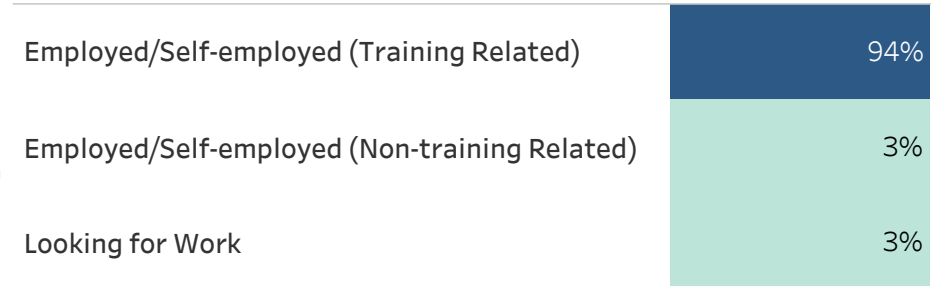 Employed/Self-employed (Training Related) 94%
Employed/Self-employed (Non-training Related) 3%
Looking for Work 3%